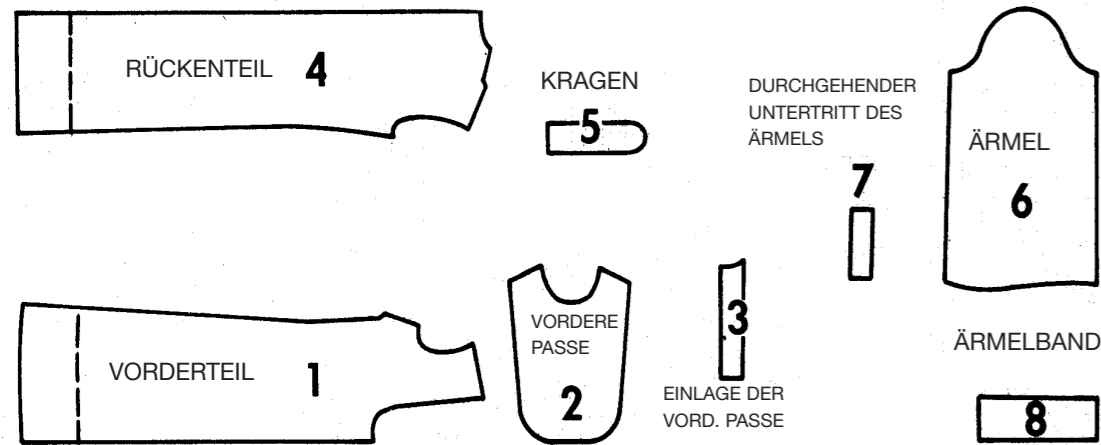 RÜCKENTEIL 4
KRAGEN
5
DURCHGEHENDER
UNTERTRITT DES
ÄRMELS
7
ÄRMEL
6
VORDERTEIL 1
VORDERE
PASSE
2
3
EINLAGE DER
VORD. PASSE
ÄRMELBAND
8